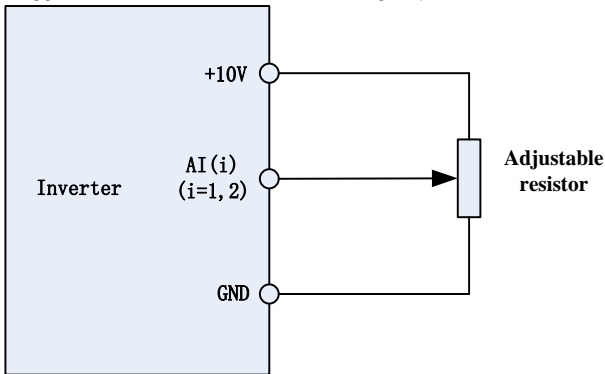 +10V
AI(i)
(i=1,2)
Inverter
GND
Adjustable
resistor